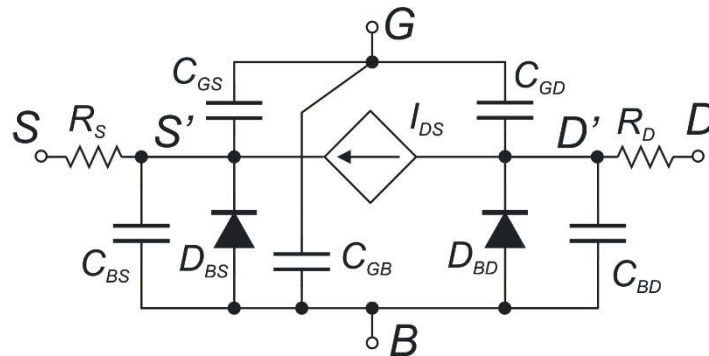 G
C_GS
C_GD
S
R_S
S'
I_DS
D'
R_D
D
C_BS
D_BS
C_GB
D_BD
C_BD
B